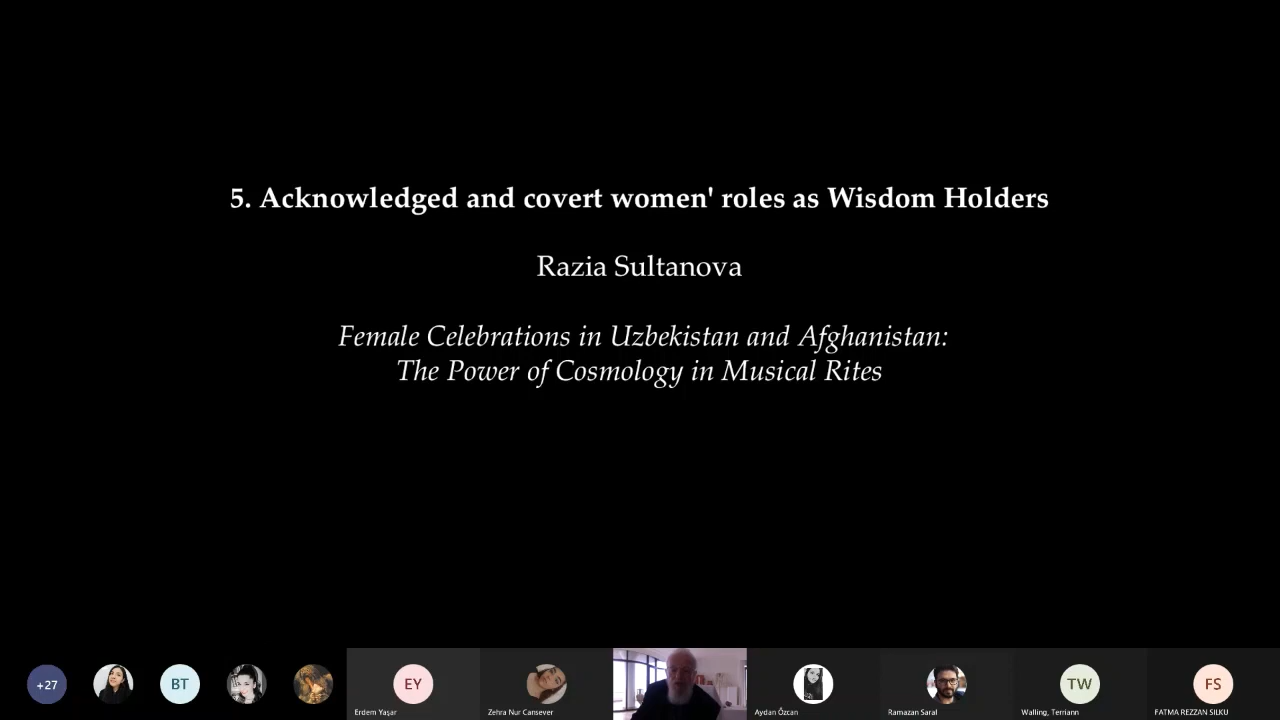 5. Acknowledged and covert women' roles as Wisdom Holders
Razia Sultanova
Female Celebrations in Uzbekistan and Afghanistan:
The Power of Cosmology in Musical Rites
+27
BT
EY
TW
FS
Erdem Yaşar
Zehra Nur Cansever
Aydan Özcan
Ramazan Saral
Walling, Terriann
FATMA REZZAN SILKU